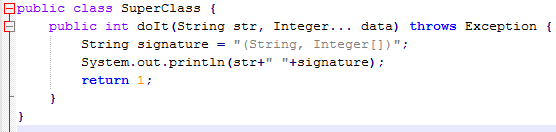 public class SuperClass {
    public int doIt(String str, Integer... data) throws Exception {
        String signature = "(String, Integer[])";
        System.out.println(str+" "+signature);
        return 1;
    }
}